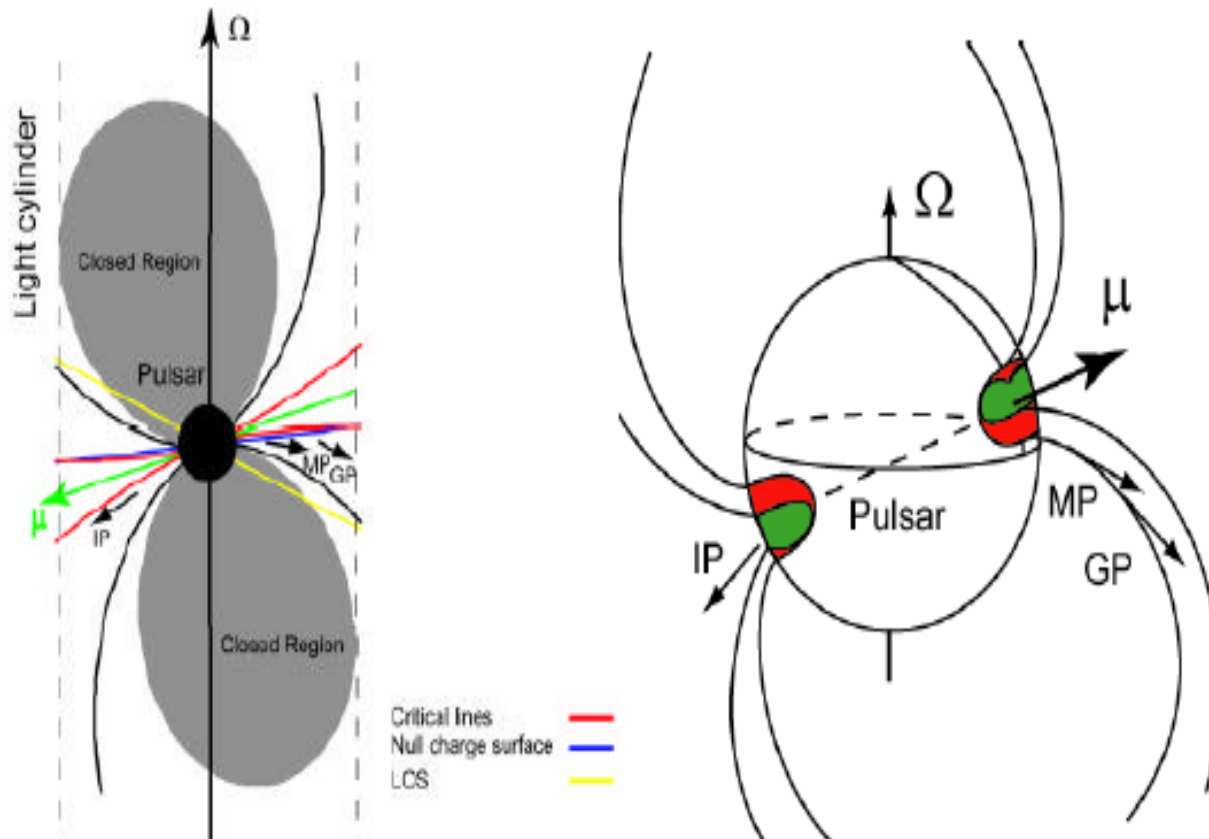 Ω
Light cylinder
Closed Region
Pulsar
MP
GP
μ
IP
Closed Region
Critical lines
Null charge surface
LCS
Ω
μ
Pulsar
MP
IP
GP